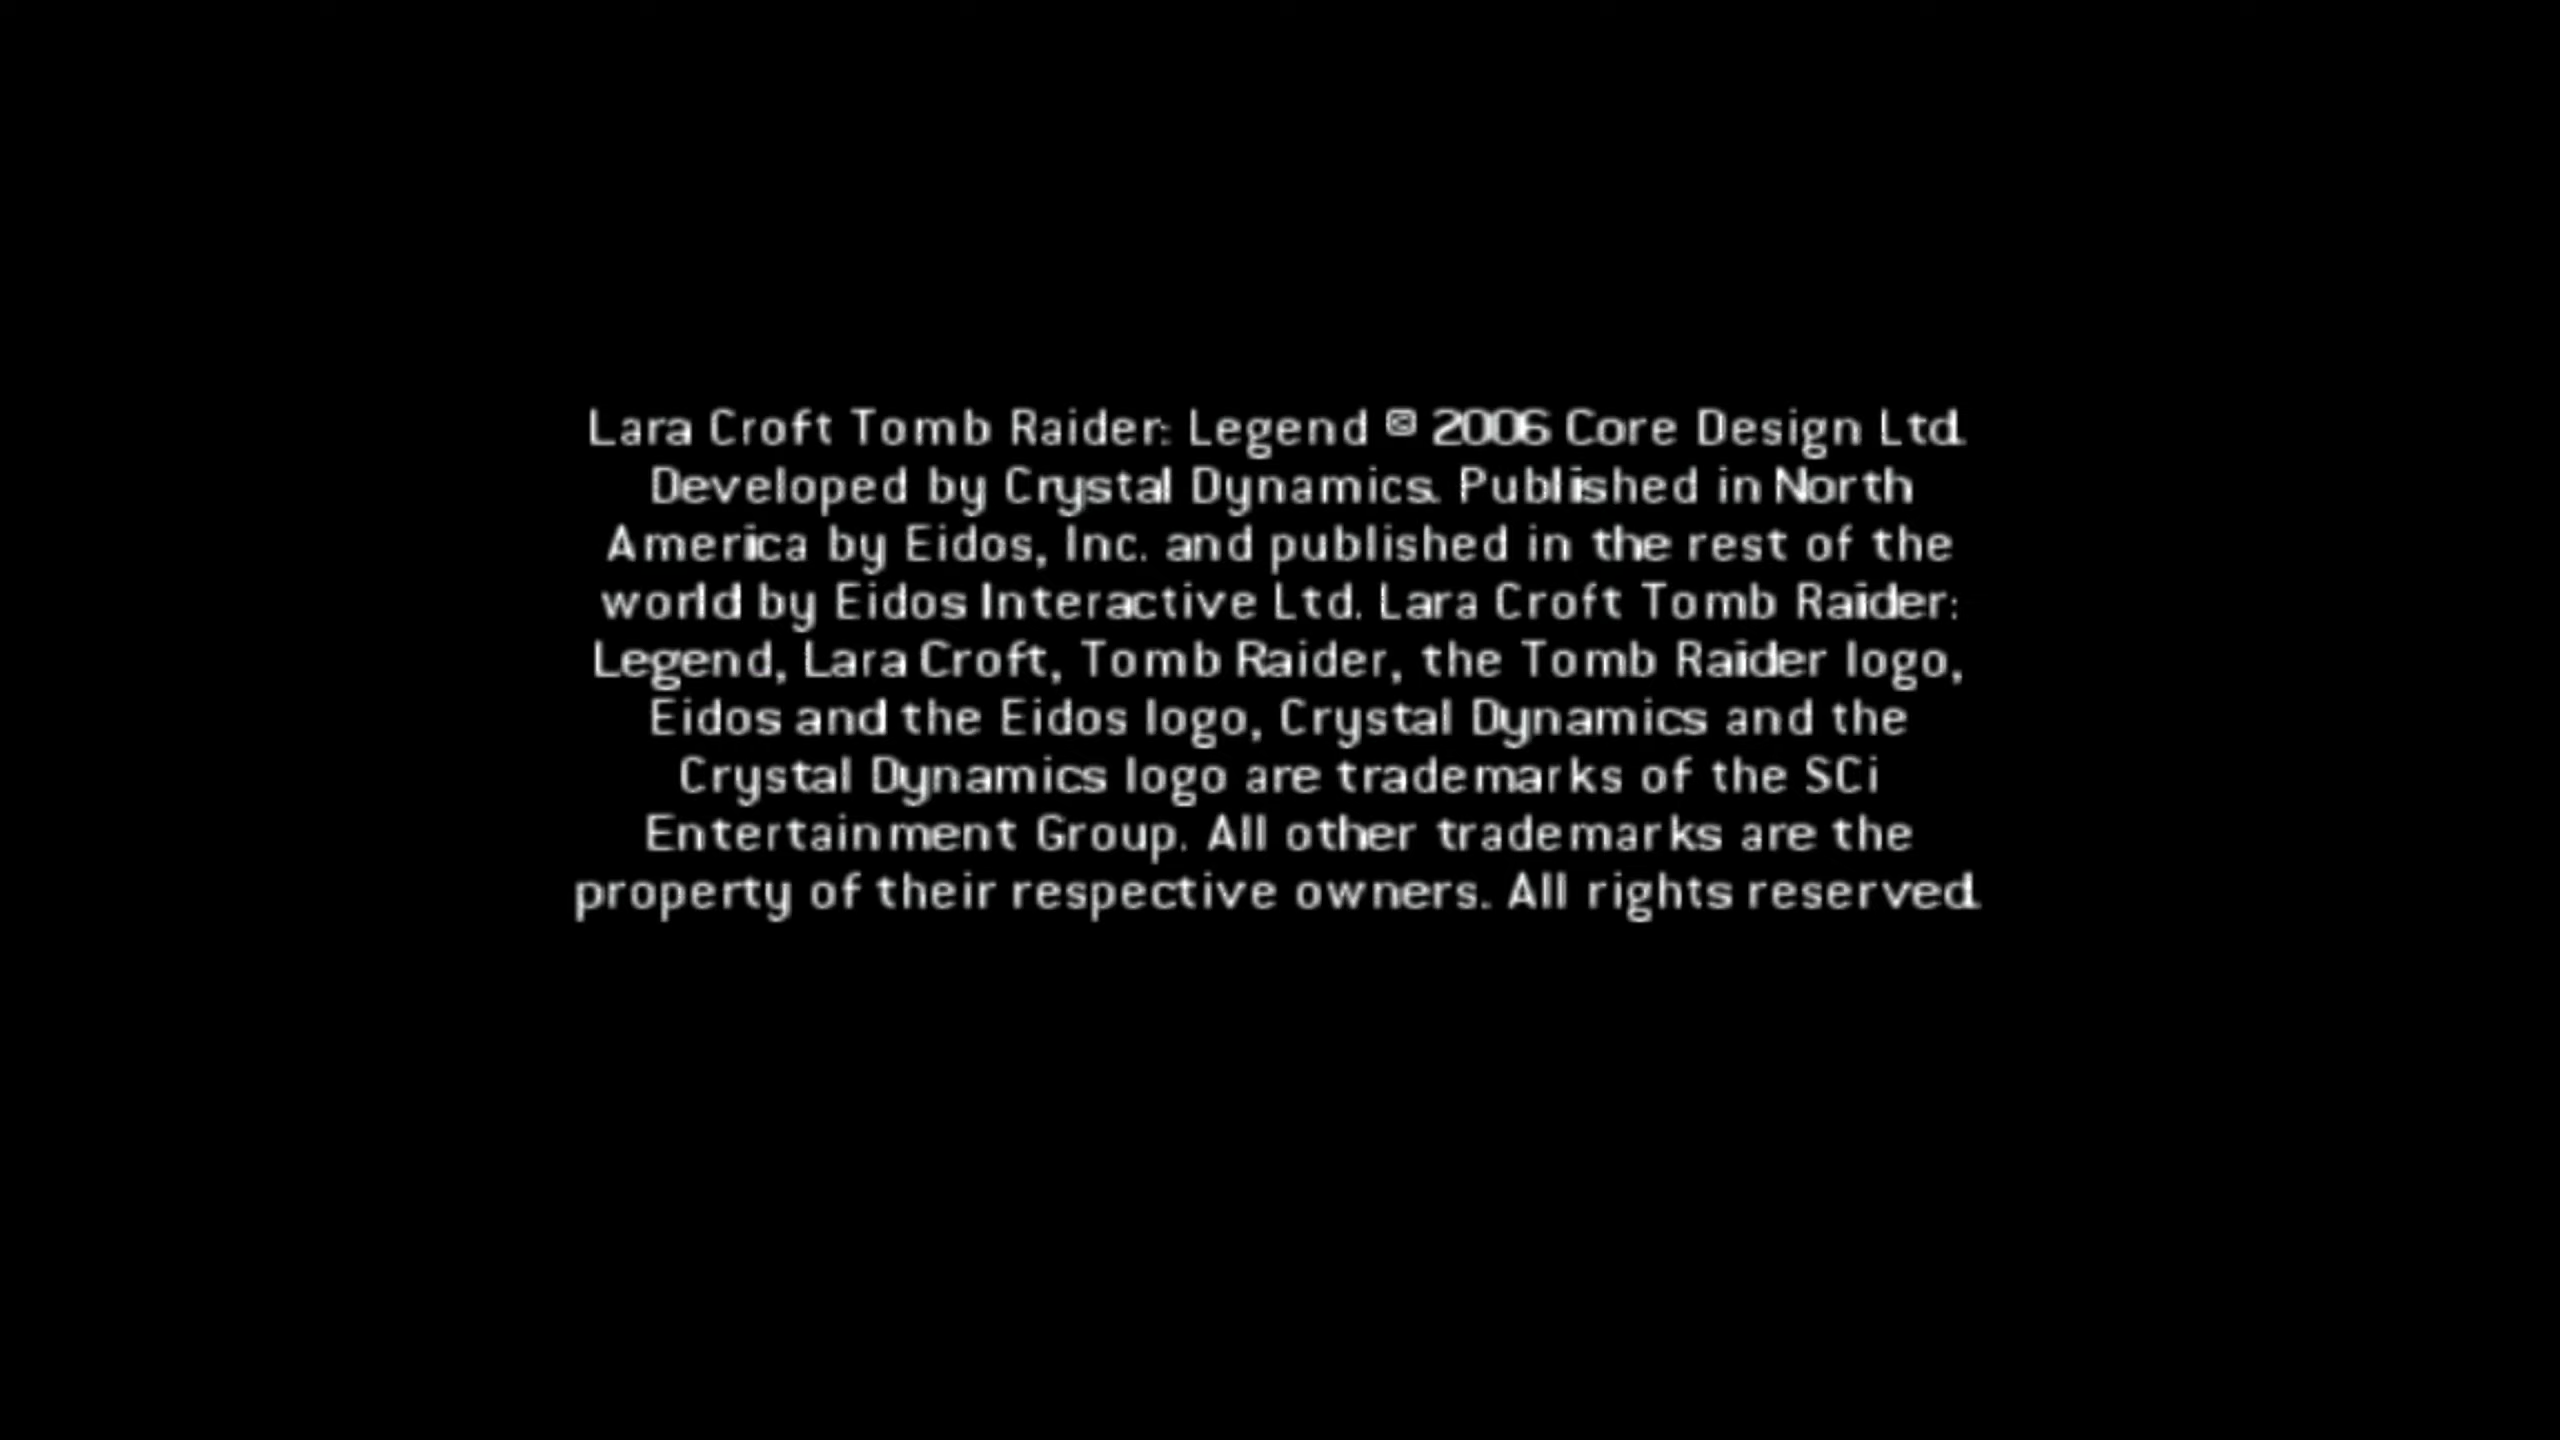 Lara Croft Tomb Raider: Legend © 2006 Core Design Ltd.
Developed by Crystal Dynamics. Published in North
America by Eidos, Inc. and published in the rest of the
world by Eidos Interactive Ltd. Lara Croft Tomb Raider:
Legend, Lara Croft, Tomb Raider, the Tomb Raider logo,
Eidos and the Eidos logo, Crystal Dynamics and the
Crystal Dynamics logo are trademarks of the SCi
Entertainment Group. All other trademarks are the
property of their respective owners. All rights reserved.